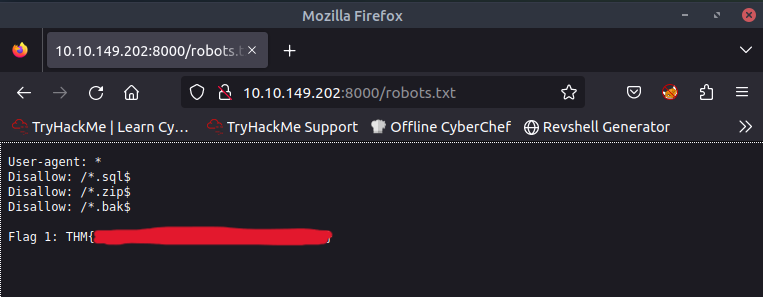 Mozilla Firefox
10.10.149.202:8000/robots.t
10.10.149.202:8000/robots.txt
TryHackMe | Learn Cy… TryHackMe Support Offline CyberChef Revshell Generator
User-agent: *
Disallow: /*.sql$
Disallow: /*.zip$
Disallow: /*.bak$
Flag 1: THM{ }